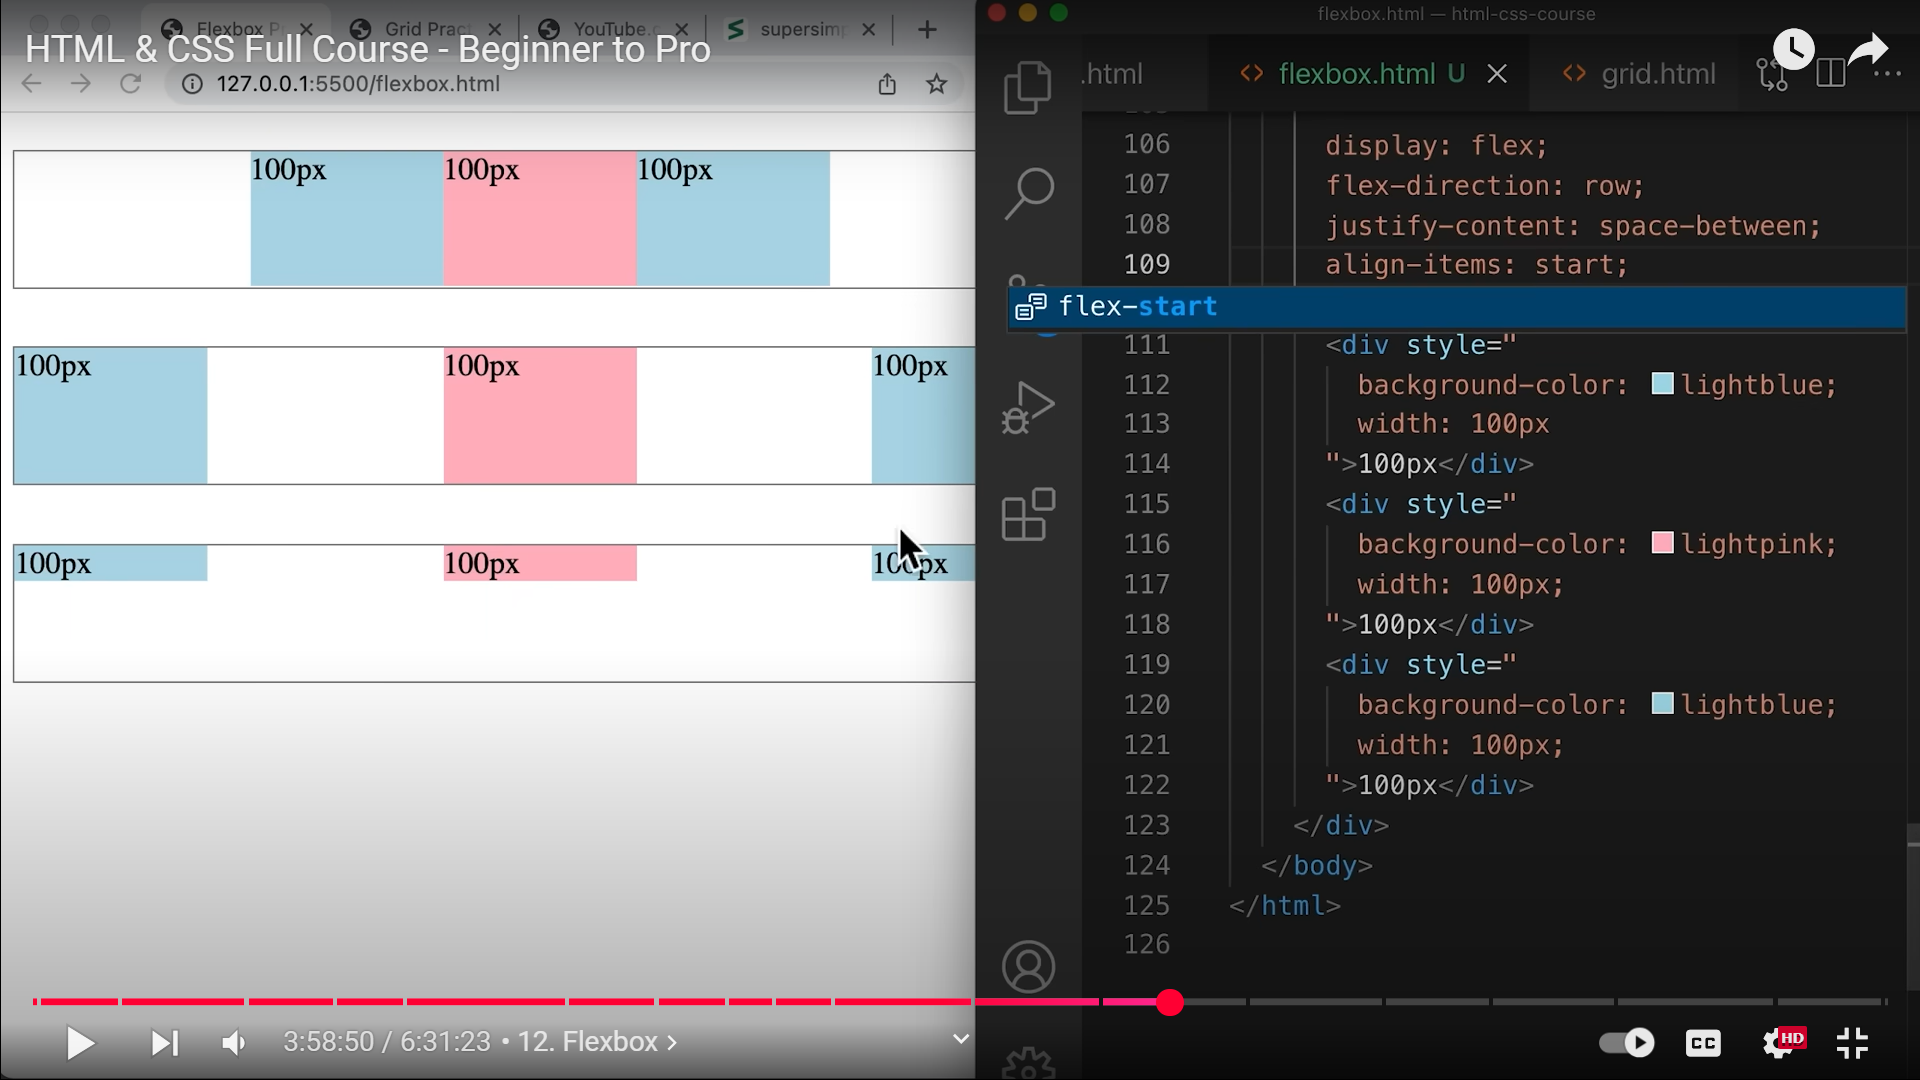 Flexbox P
Grid Prac
YouTube.
supersim
HTML & CSS Full Course - Beginner to Pro
127.0.0.1:5500/flexbox.html
100px 100px 100px
100px 100px 100px
100px 100px 100px
flexbox.html — html-css-course
.html
flexbox.html U
grid.html
106 display: flex;
107 flex-direction: row;
108 justify-content: space-between;
109 align-items: start;
flex-start
111 <div style="
112 background-color: lightblue;
113 width: 100px
114 ">100px</div>
115 <div style="
116 background-color: lightpink;
117 width: 100px;
118 ">100px</div>
119 <div style="
120 background-color: lightblue;
121 width: 100px;
122 ">100px</div>
123 </div>
124 </body>
125 </html>
126
3:58:50 / 6:31:23 • 12. Flexbox
CC
HD